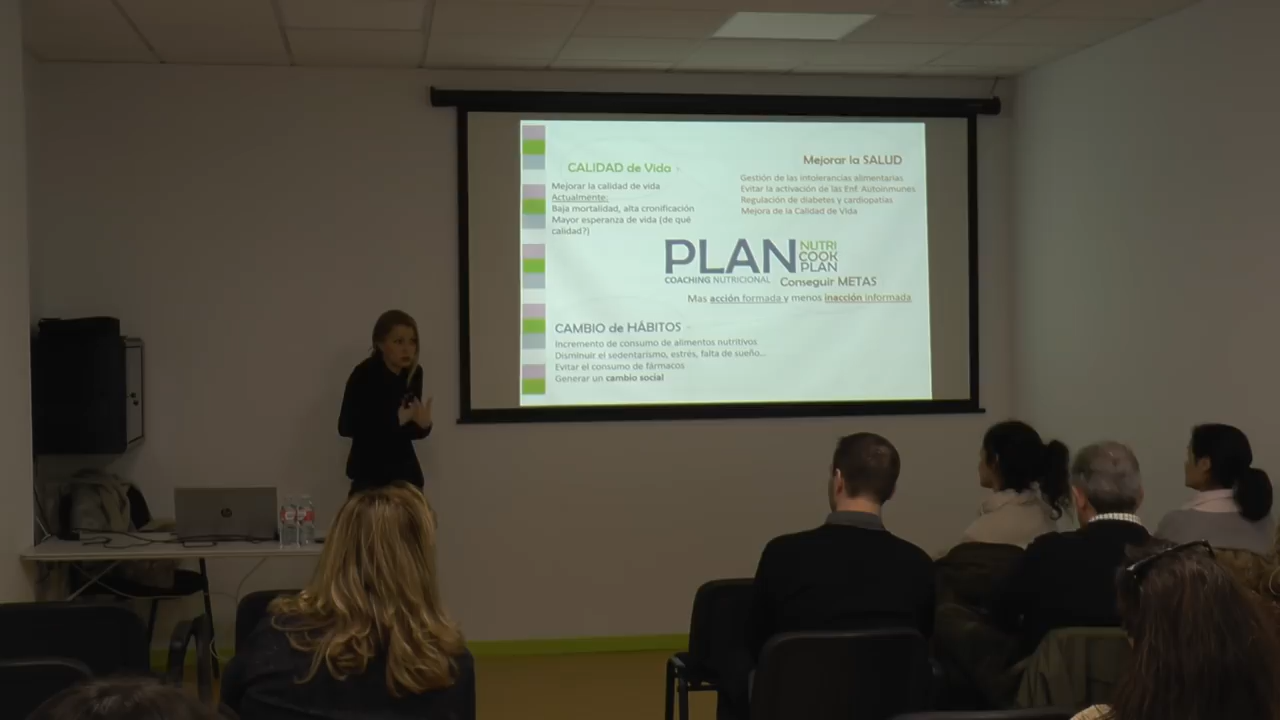 CALIDAD de Vida
Mejorar la calidad de vida
Actualmente:
Baja mortalidad, alta cronificación
Mayor esperanza de vida (de qué
calidad?)
Mejorar la SALUD
Gestión de las intolerancias alimentarias
Evitar la activación de las Enf. Autoinmunes
Regulación de diabetes y cardiopatías
Mejora de la Calidad de Vida
PLAN
NUTRI
COOK
PLAN
COACHING NUTRICIONAL
Conseguir METAS
Mas acción formada y menos inacción informada
CAMBIO de HÁBITOS
Incremento de consumo de alimentos nutritivos
Disminuir el sedentarismo, estrés, falta de sueño...
Evitar el consumo de fármacos
Generar un cambio social
hp